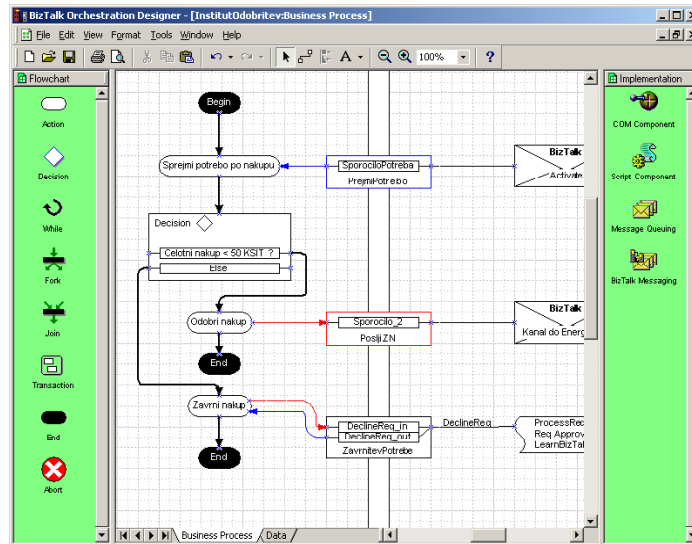 BizTalk Orchestration Designer - [InstitutOdobritev:Business Process]
File Edit View Format Tools Window Help
100%
Flowchart
Action
Decision
While
Fork
Join
Transaction
End
Abort
Begin
Sprejmi potrebo po nakupu
SporociloPotreba
PrejmiPotrebo
BizTalk
Activate
Decision
Celotni nakup < 50 KSIT ?
Else
Odobri nakup
Sporocilo_2
PosljiZN
BizTalk
Kanal do Energ
End
Zavrni nakup
DeclineReq_in
DeclineReq_out
ZavrnitevPotrebe
DeclineReq
ProcessReq
Req Approv
LearnBizTal
End
Business Process
Data
Implementation
COM Component
Script Component
Message Queuing
BizTalk Messaging